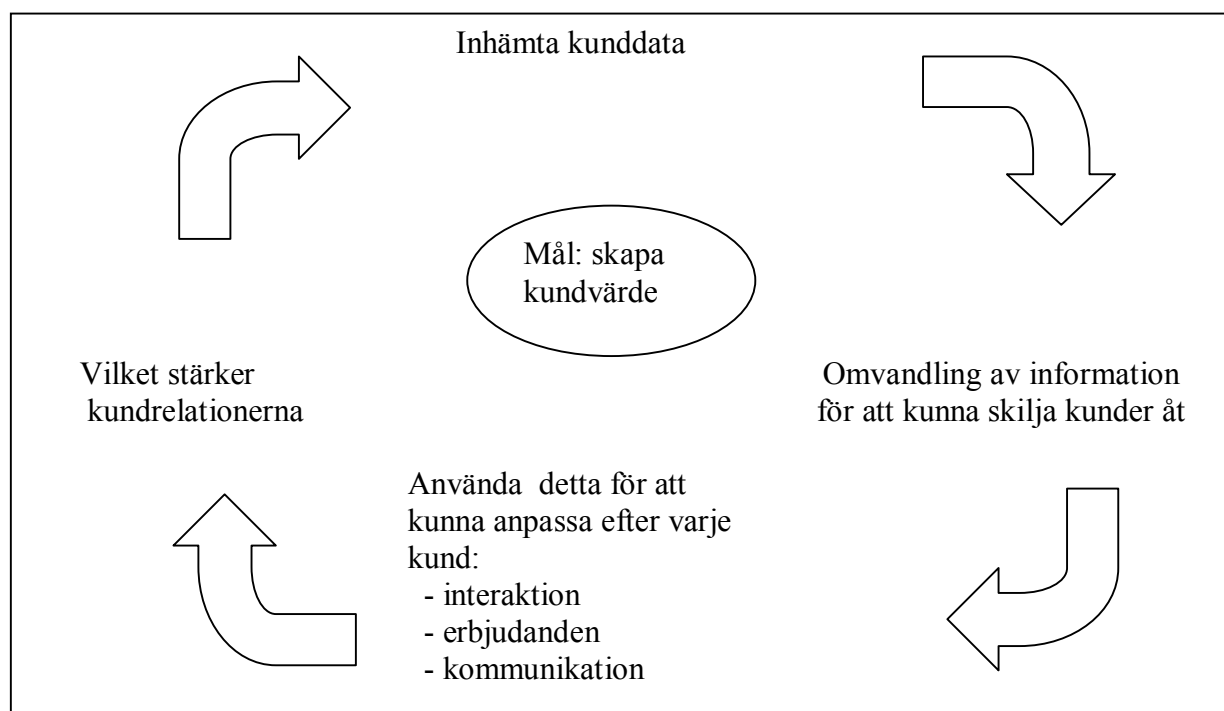 Inhämta kunddata
Mål: skapa
kundvärde
Vilket stärker
kundrelationerna
Omvandling av information
för att kunna skilja kunder åt
Använda  detta för att
kunna anpassa efter varje
kund:
- interaktion
- erbjudanden
- kommunikation